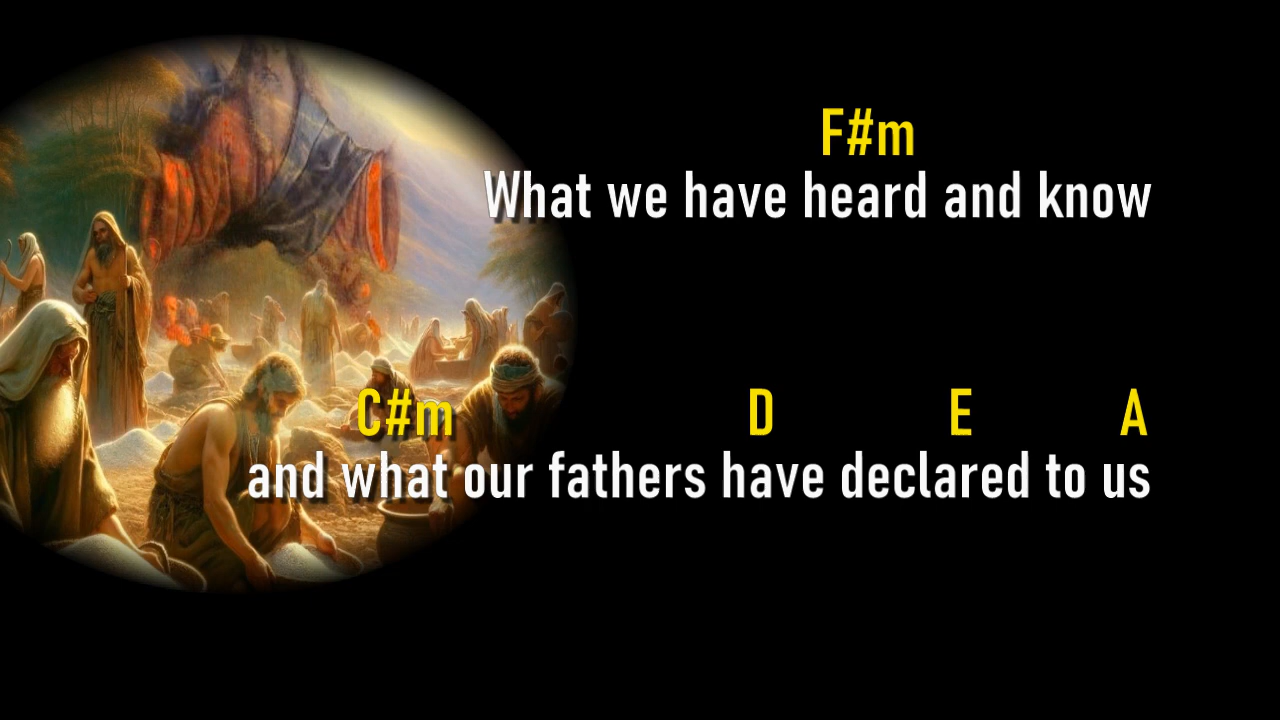 F#m
What we have heard and know
C#m D E A
and what our fathers have declared to us